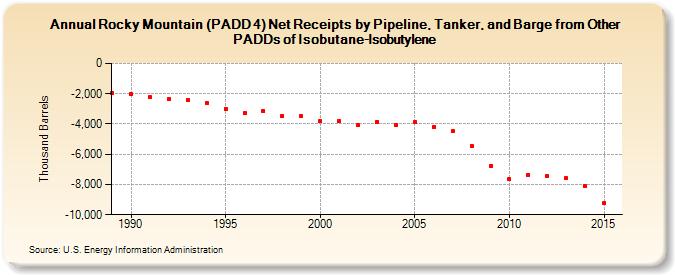 Annual Rocky Mountain (PADD 4) Net Receipts by Pipeline, Tanker, and Barge from Other
PADDs of Isobutane-Isobutylene
Thousand Barrels
0
-2,000
-4,000
-6,000
-8,000
-10,000
1990 1995 2000 2005 2010 2015
Source: U.S. Energy Information Administration